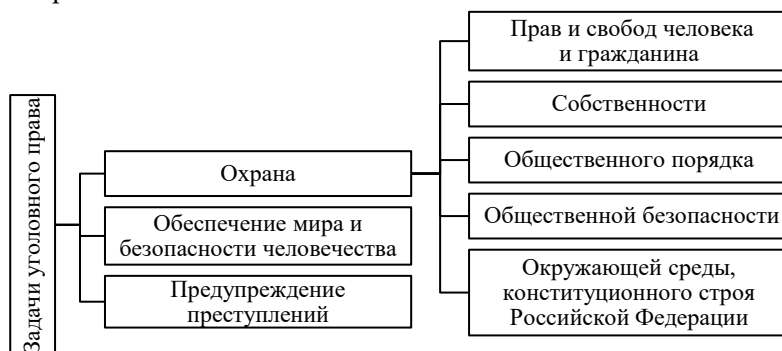 Задачи уголовного права
Охрана
Обеспечение мира и
безопасности человечества
Предупреждение
преступлений
Прав и свобод человека
и гражданина
Собственности
Общественного порядка
Общественной безопасности
Окружающей среды,
конституционного строя
Российской Федерации